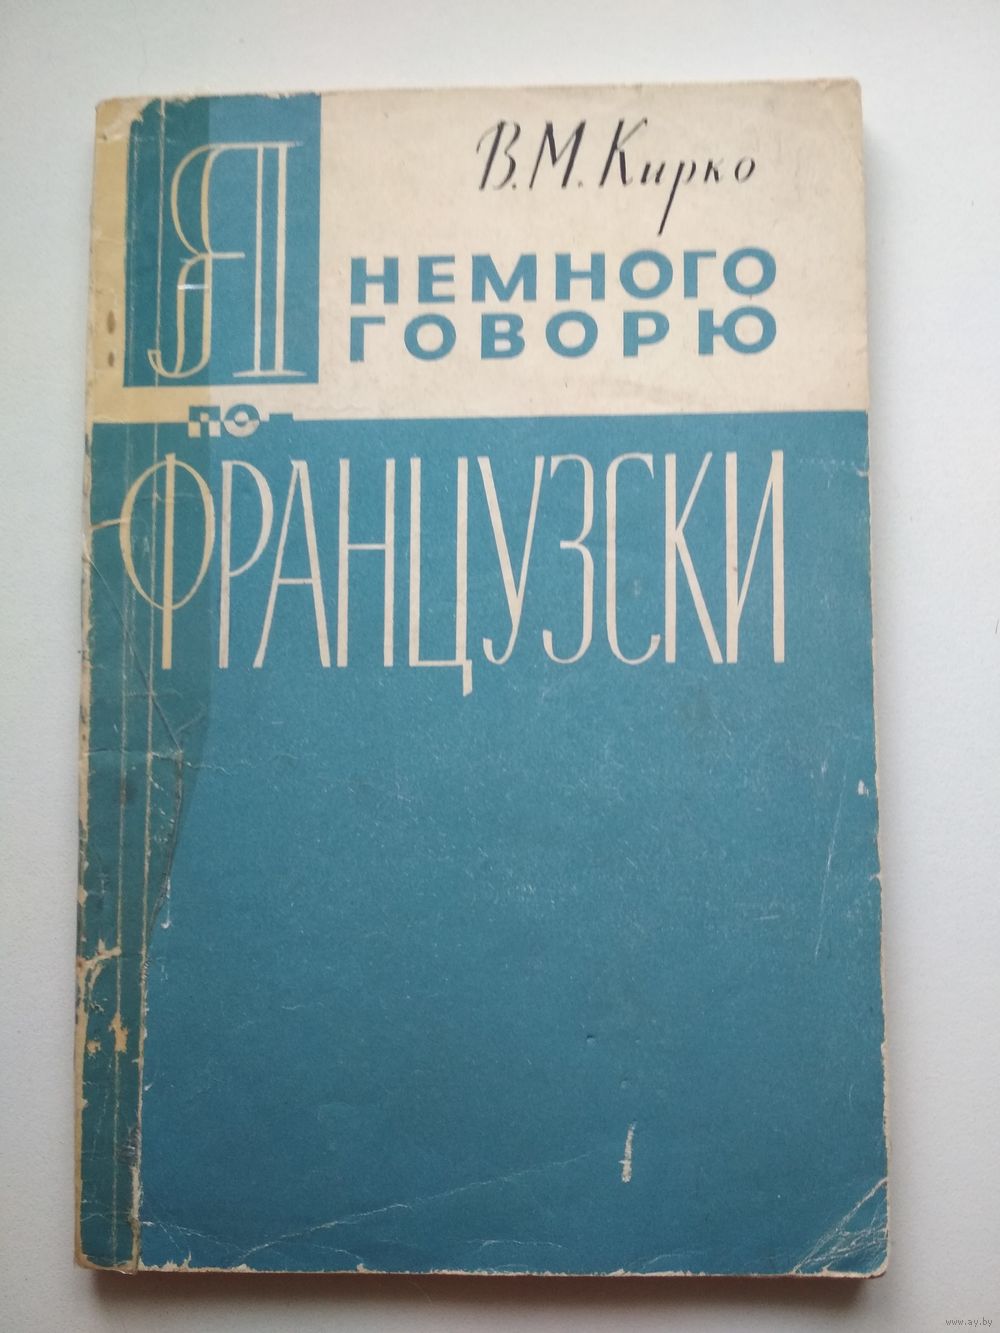 В.М.Кирко
Я НЕМНОГО
ГОВОРЮ
ПО-
ФРАНЦУЗСКИ
www.ay.by